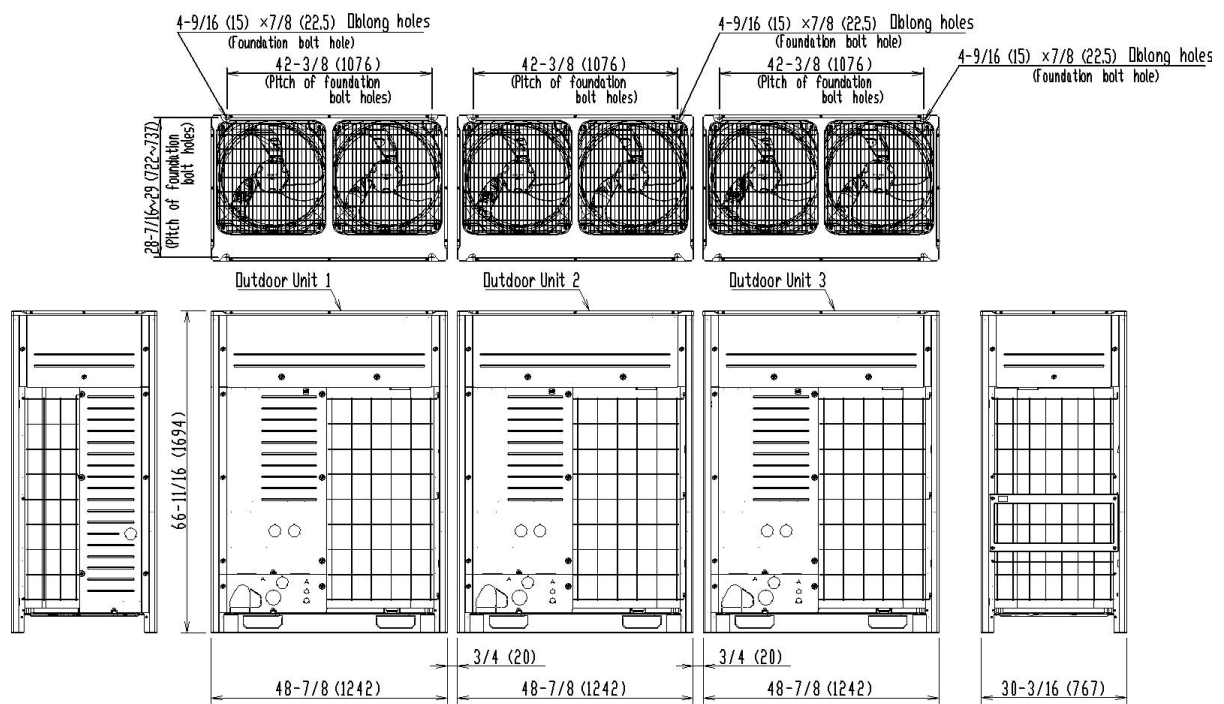 4-9/16 (15) ×7/8 (22.5) Oblong holes
(Foundation bolt hole)
4-9/16 (15) ×7/8 (22.5) Oblong holes
(Foundation bolt hole)
4-9/16 (15) ×7/8 (22.5) Oblong holes
(Foundation bolt hole)
42-3/8 (1076)
(Pitch of foundation
bolt holes)
42-3/8 (1076)
(Pitch of foundation
bolt holes)
42-3/8 (1076)
(Pitch of foundation
bolt holes)
28-7/16~29 (722~737)
(Pitch of foundation
bolt holes)
Outdoor Unit 1
Outdoor Unit 2
Outdoor Unit 3
66-11/16 (1694)
A
A
A
A
A
A
3/4 (20)
3/4 (20)
48-7/8 (1242)
48-7/8 (1242)
48-7/8 (1242)
30-3/16 (767)